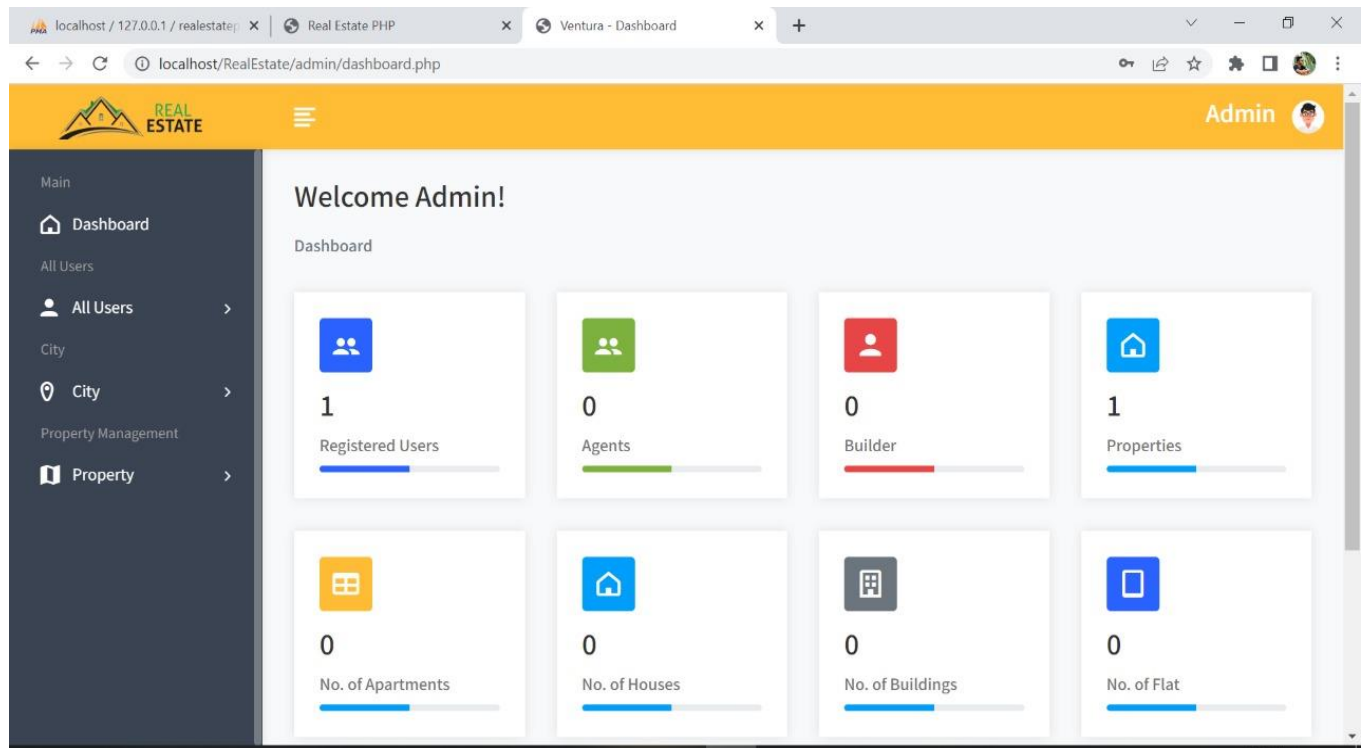 localhost / 127.0.0.1 / realestatep
Real Estate PHP
Ventura - Dashboard
localhost/RealEstate/admin/dashboard.php
REAL
ESTATE
Admin
Main
Dashboard
All Users
All Users
City
City
Property Management
Property
Welcome Admin!
Dashboard
1
Registered Users
0
Agents
0
Builder
1
Properties
0
No. of Apartments
0
No. of Houses
0
No. of Buildings
0
No. of Flat